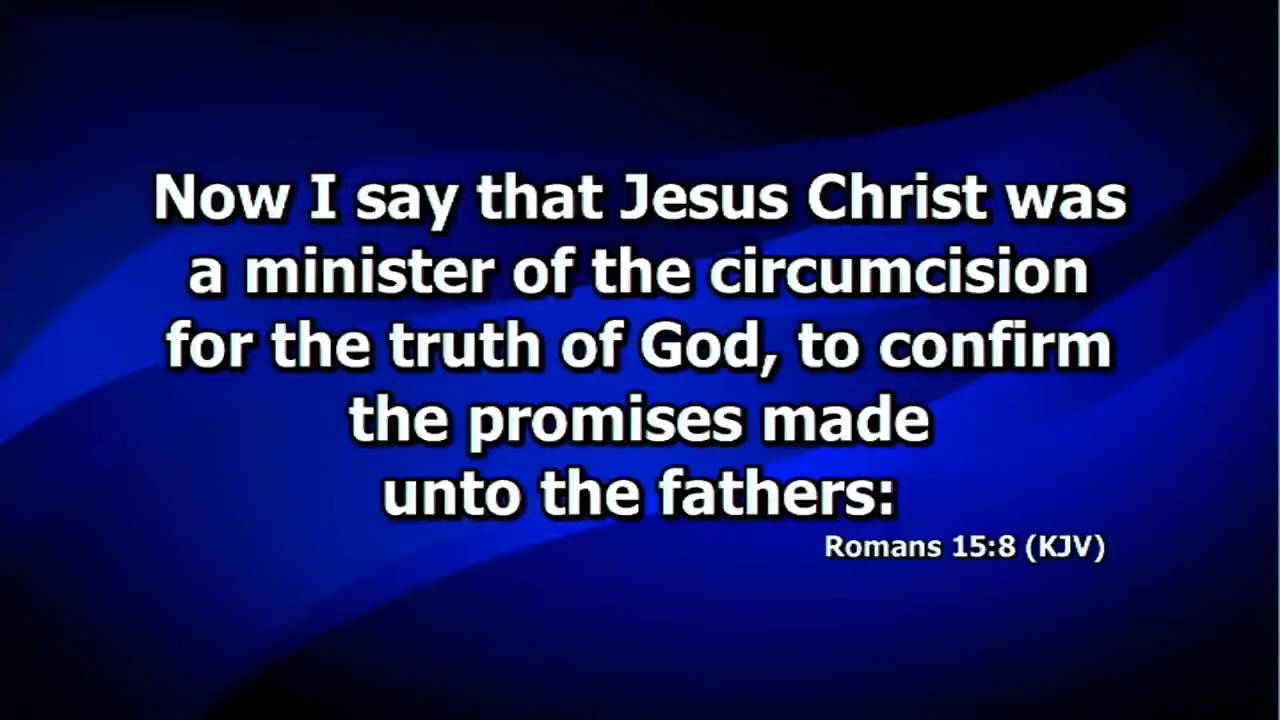 Now I say that Jesus Christ was
a minister of the circumcision
for the truth of God, to confirm
the promises made
unto the fathers:
Romans 15:8 (KJV)